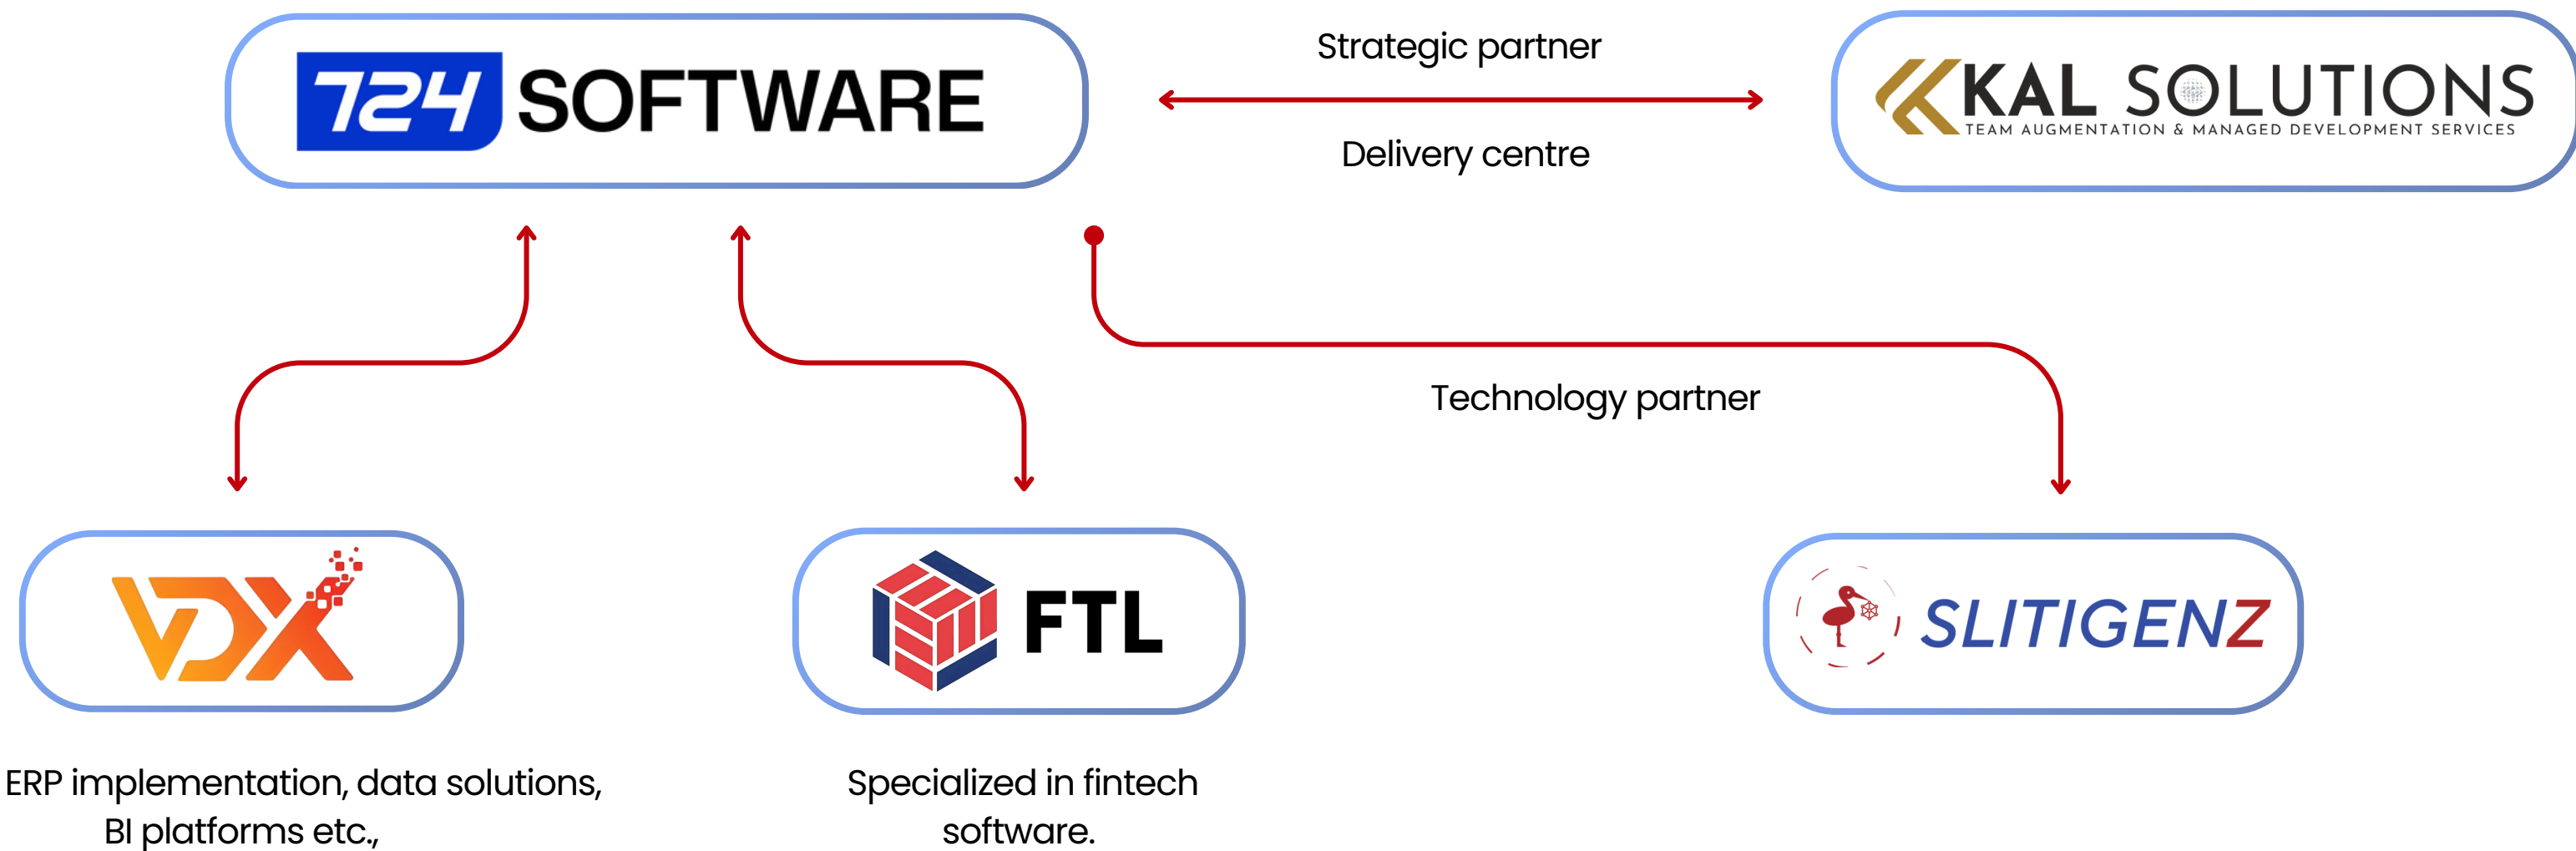 724 SOFTWARE
Strategic partner
Delivery centre
KAL SOLUTIONS
TEAM AUGMENTATION & MANAGED DEVELOPMENT SERVICES
Technology partner
VDX
FTL
SLITIGENZ
ERP implementation, data solutions,
BI platforms etc.,
Specialized in fintech
software.